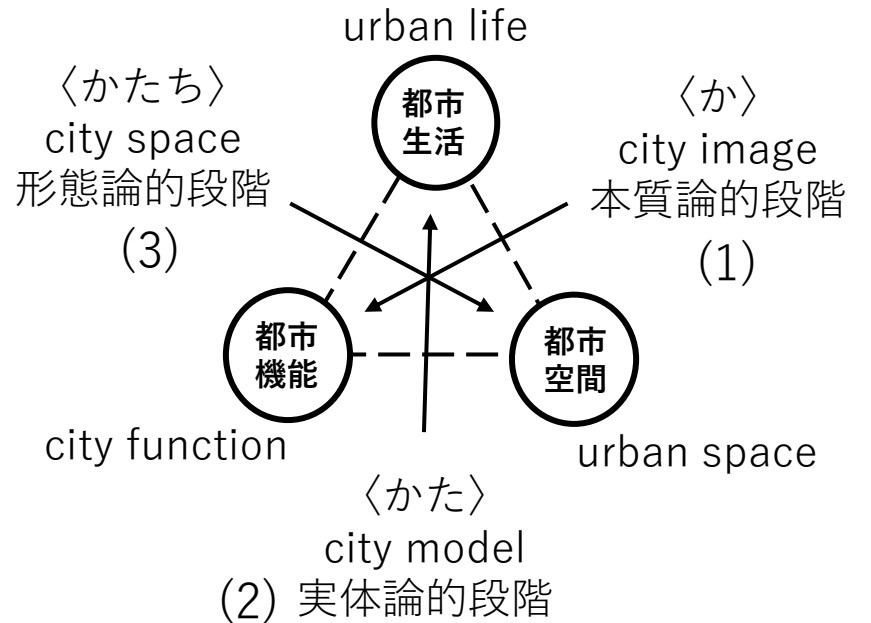 urban life
都市
生活
〈かたち〉
city space
形態論的段階
(3)
〈か〉
city image
本質論的段階
(1)
都市
機能
city function
都市
空間
urban space
〈かた〉
city model
(2) 実体論的段階